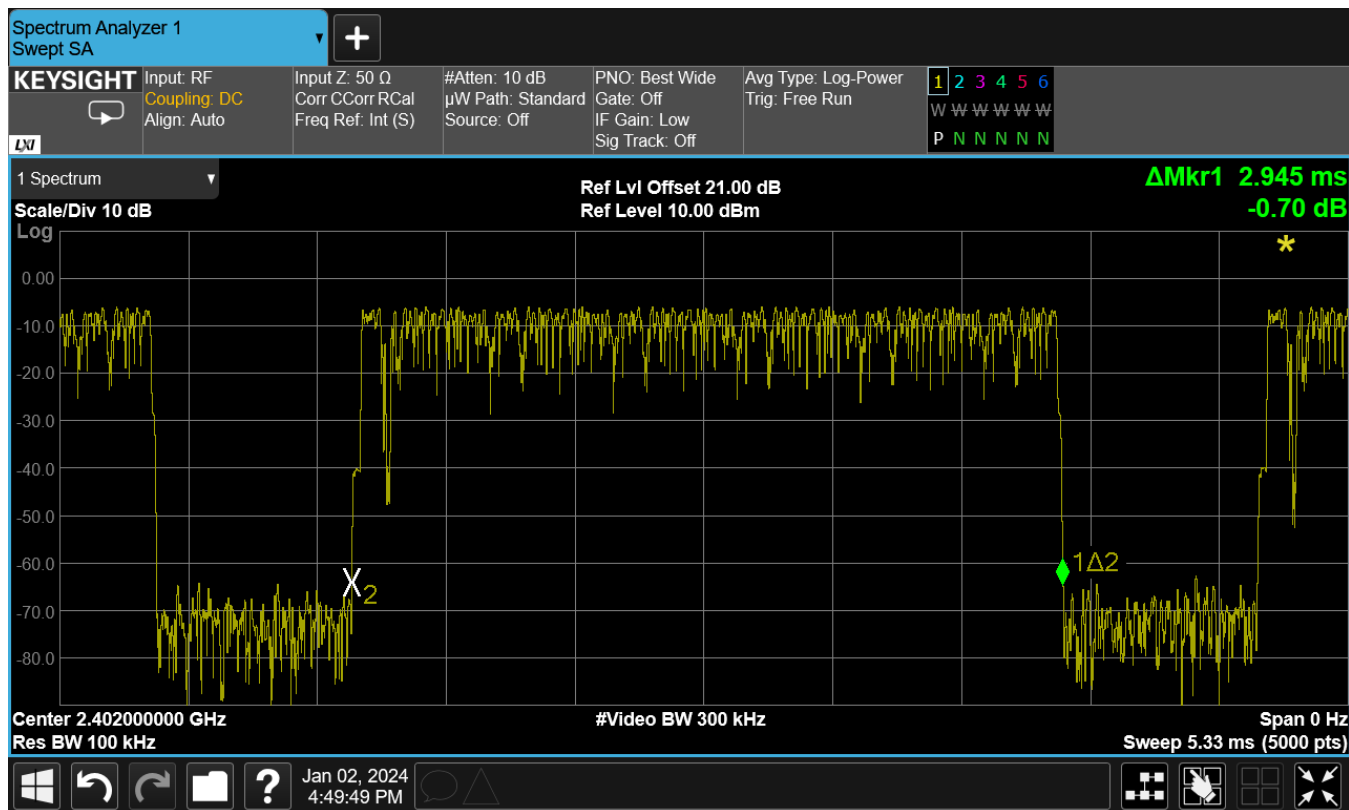 Spectrum Analyzer 1
Swept SA
KEYSIGHT
LXI
Input: RF
Coupling: DC
Align: Auto
Input Z: 50 Ω
Corr CCorr RCal
Freq Ref: Int (S)
#Atten: 10 dB
µW Path: Standard
Source: Off
PNO: Best Wide
Gate: Off
IF Gain: Low
Sig Track: Off
Avg Type: Log-Power
Trig: Free Run
1 2 3 4 5 6
W W W W W W
P N N N N N
1 Spectrum
Scale/Div 10 dB
Log
Ref Lvl Offset 21.00 dB
Ref Level 10.00 dBm
ΔMkr1 2.945 ms
-0.70 dB
*
0.00
-10.0
-20.0
-30.0
-40.0
-50.0
-60.0
-70.0
-80.0
X2
1Δ2
Center 2.402000000 GHz
Res BW 100 kHz
#Video BW 300 kHz
Span 0 Hz
Sweep 5.33 ms (5000 pts)
?
Jan 02, 2024
4:49:49 PM